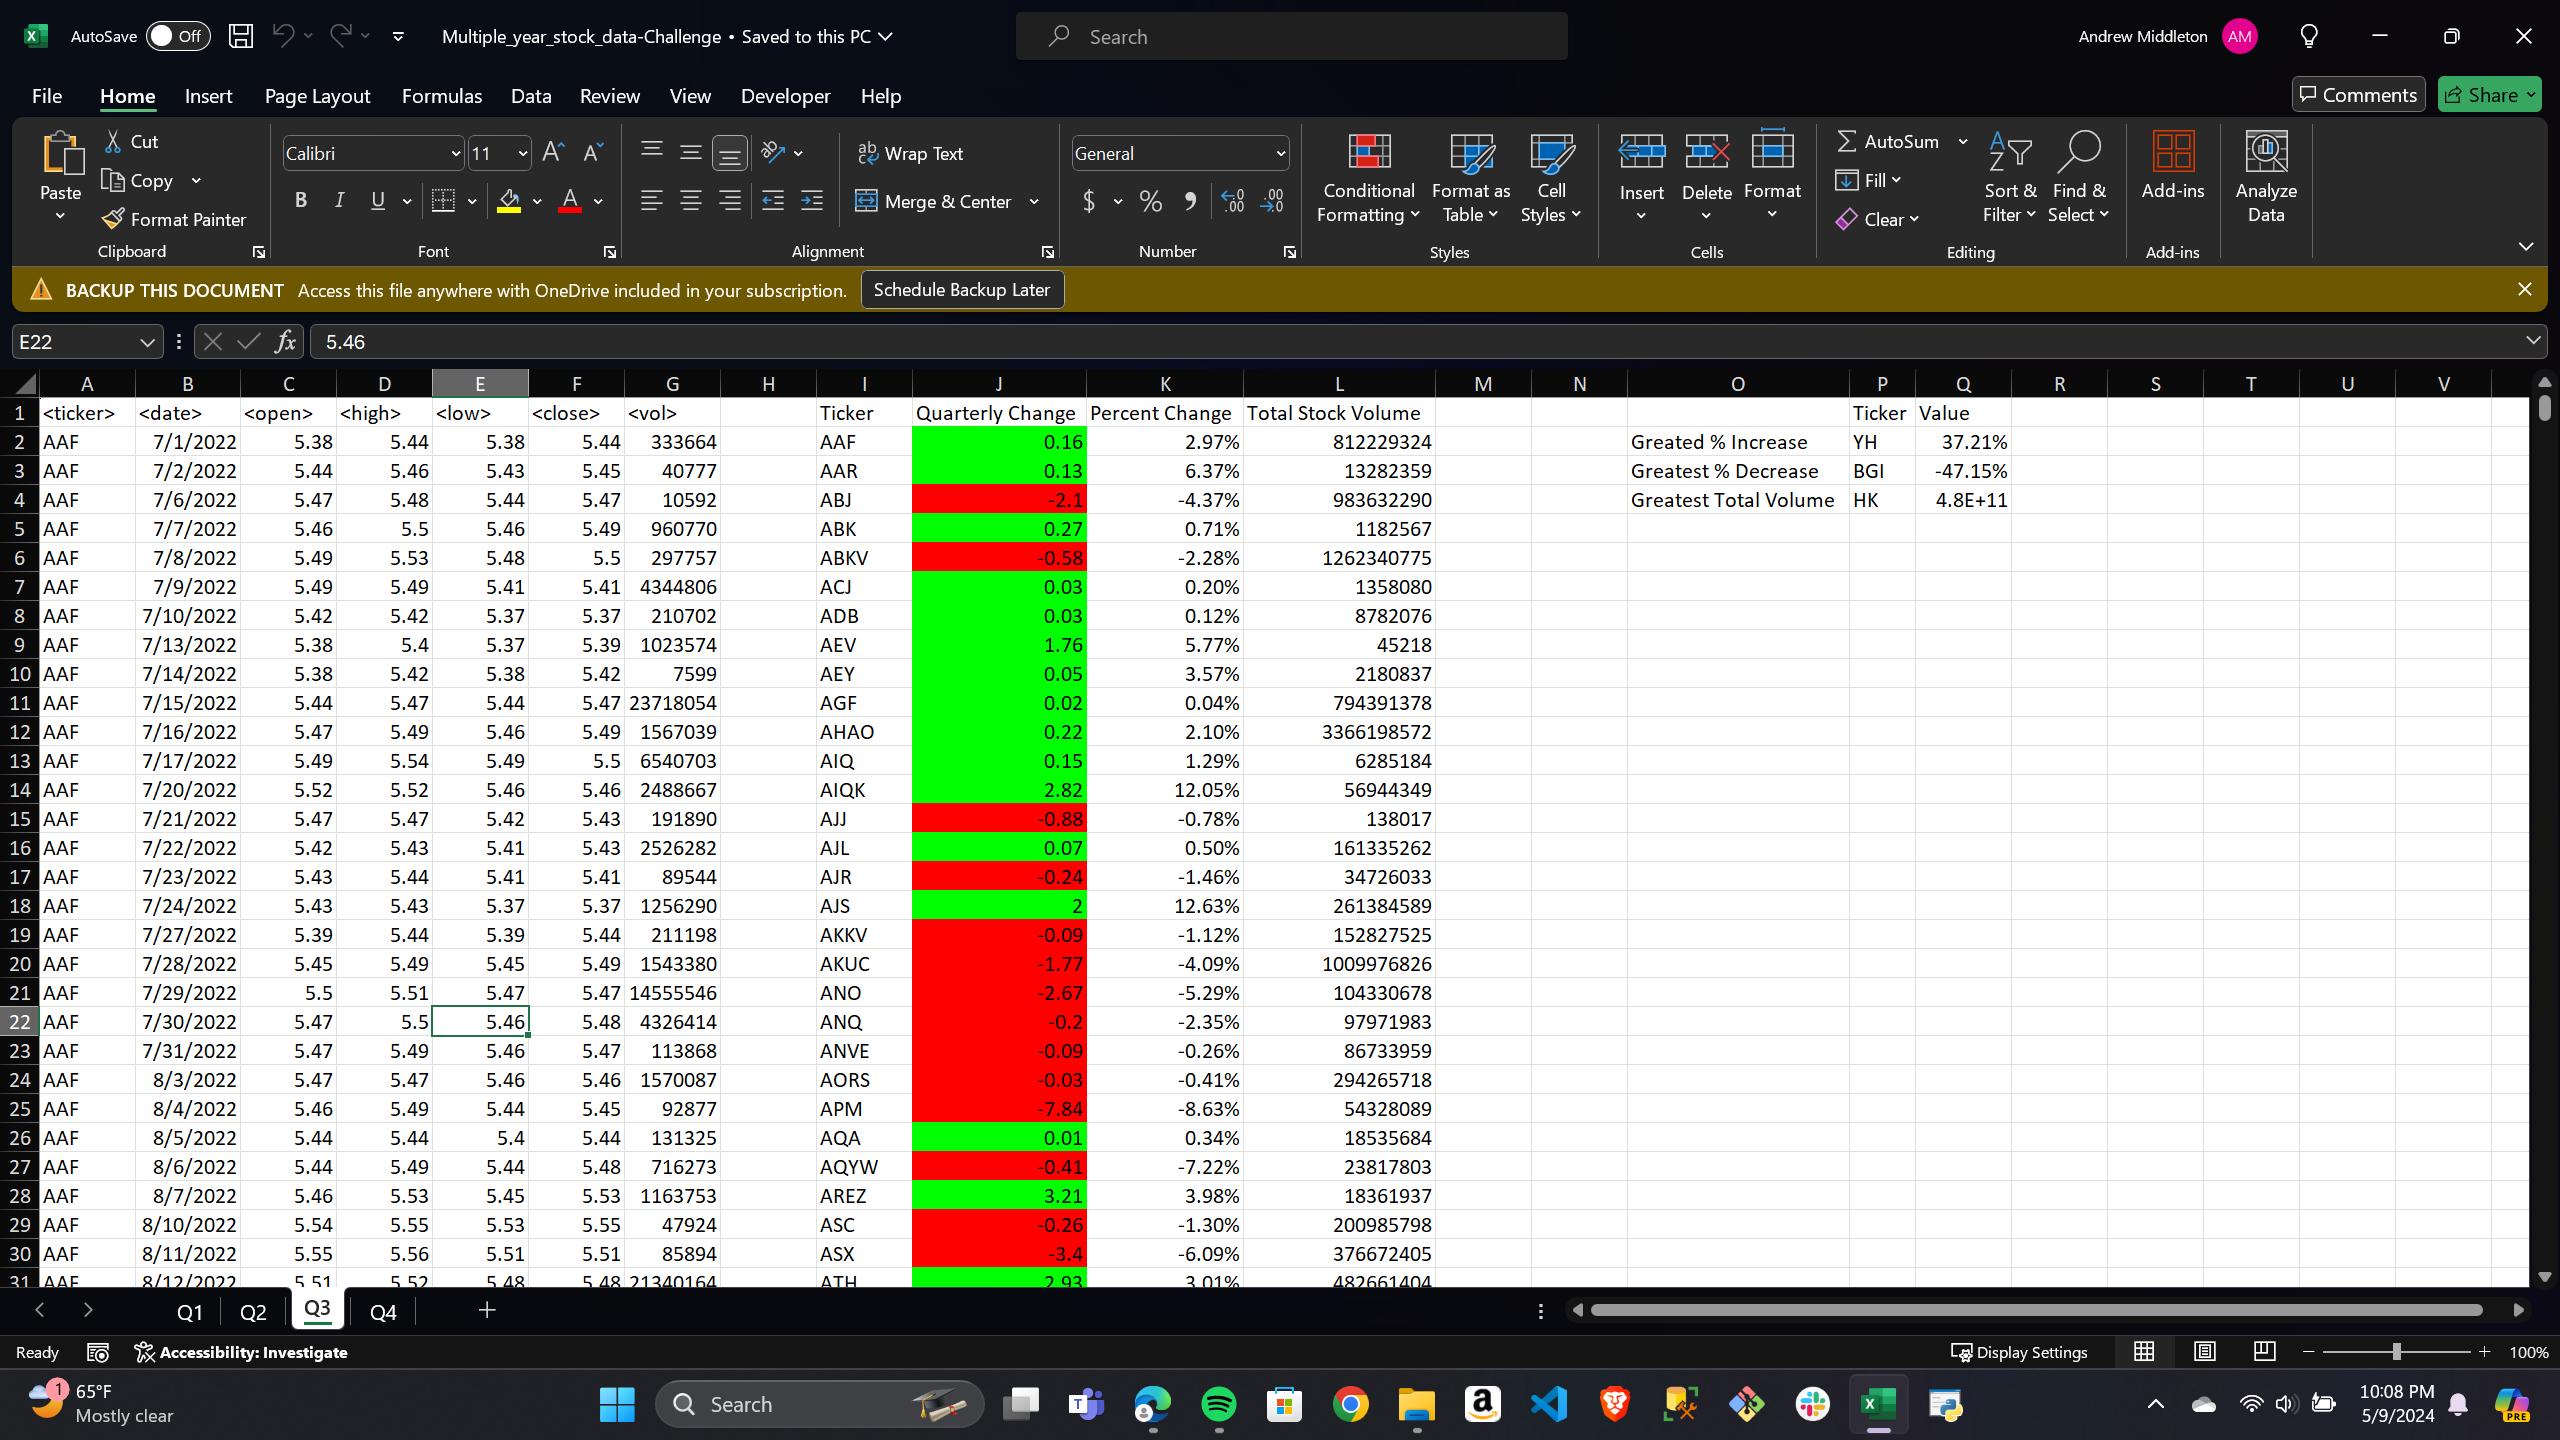 AutoSave Off Multiple_year_stock_data-Challenge • Saved to this PC Search Andrew Middleton AM
File Home Insert Page Layout Formulas Data Review View Developer Help Comments Share
Paste Cut Copy Format Painter Clipboard
Calibri 11 B I U A Font
Wrap Text Merge & Center Alignment
General $ % Number
Conditional Formatting Format as Table Cell Styles Styles
Insert Delete Format Cells
AutoSum Fill Clear Sort & Filter Find & Select Editing
Add-ins Add-ins
Analyze Data
BACKUP THIS DOCUMENT Access this file anywhere with OneDrive included in your subscription. Schedule Backup Later
E22 fx 5.46
A B C D E F G H I J K L M N O P Q R S T U V
1 <ticker> <date> <open> <high> <low> <close> <vol> Ticker Quarterly Change Percent Change Total Stock Volume Ticker Value
2 AAF 7/1/2022 5.38 5.44 5.38 5.44 333664 AAF 0.16 2.97% 812229324 Greated % Increase YH 37.21%
3 AAF 7/2/2022 5.44 5.46 5.43 5.45 40777 AAR 0.13 6.37% 13282359 Greatest % Decrease BGI -47.15%
4 AAF 7/6/2022 5.47 5.48 5.44 5.47 10592 ABJ -2.1 -4.37% 983632290 Greatest Total Volume HK 4.8E+11
5 AAF 7/7/2022 5.46 5.5 5.46 5.49 960770 ABK 0.27 0.71% 1182567
6 AAF 7/8/2022 5.49 5.53 5.48 5.5 297757 ABKV -0.58 -2.28% 1262340775
7 AAF 7/9/2022 5.49 5.49 5.41 5.41 4344806 ACJ 0.03 0.20% 1358080
8 AAF 7/10/2022 5.42 5.42 5.37 5.37 210702 ADB 0.03 0.12% 8782076
9 AAF 7/13/2022 5.38 5.4 5.37 5.39 1023574 AEV 1.76 5.77% 45218
10 AAF 7/14/2022 5.38 5.42 5.38 5.42 7599 AEY 0.05 3.57% 2180837
11 AAF 7/15/2022 5.44 5.47 5.44 5.47 23718054 AGF 0.02 0.04% 794391378
12 AAF 7/16/2022 5.47 5.49 5.46 5.49 1567039 AHAO 0.22 2.10% 3366198572
13 AAF 7/17/2022 5.49 5.54 5.49 5.5 6540703 AIQ 0.15 1.29% 6285184
14 AAF 7/20/2022 5.52 5.52 5.46 5.46 2488667 AIQK 2.82 12.05% 56944349
15 AAF 7/21/2022 5.47 5.47 5.42 5.43 191890 AJJ -0.88 -0.78% 138017
16 AAF 7/22/2022 5.42 5.43 5.41 5.43 2526282 AJL 0.07 0.50% 161335262
17 AAF 7/23/2022 5.43 5.44 5.41 5.41 89544 AJR -0.24 -1.46% 34726033
18 AAF 7/24/2022 5.43 5.43 5.37 5.37 1256290 AJS 2 12.63% 261384589
19 AAF 7/27/2022 5.39 5.44 5.39 5.44 211198 AKKV -0.09 -1.12% 152827525
20 AAF 7/28/2022 5.45 5.49 5.45 5.49 1543380 AKUC -1.77 -4.09% 1009976826
21 AAF 7/29/2022 5.5 5.51 5.47 5.47 14555546 ANO -2.67 -5.29% 104330678
22 AAF 7/30/2022 5.47 5.5 5.46 5.48 4326414 ANQ -0.2 -2.35% 97971983
23 AAF 7/31/2022 5.47 5.49 5.46 5.47 113868 ANVE -0.09 -0.26% 86733959
24 AAF 8/3/2022 5.47 5.47 5.46 5.46 1570087 AORS -0.03 -0.41% 294265718
25 AAF 8/4/2022 5.46 5.49 5.44 5.45 92877 APM -7.84 -8.63% 54328089
26 AAF 8/5/2022 5.44 5.44 5.4 5.44 131325 AQA 0.01 0.34% 18535684
27 AAF 8/6/2022 5.44 5.49 5.44 5.48 716273 AQYW -0.41 -7.22% 23817803
28 AAF 8/7/2022 5.46 5.53 5.45 5.53 1163753 AREZ 3.21 3.98% 18361937
29 AAF 8/10/2022 5.54 5.55 5.53 5.55 47924 ASC -0.26 -1.30% 200985798
30 AAF 8/11/2022 5.55 5.56 5.51 5.51 85894 ASX -3.4 -6.09% 376672405
31 AAF 8/12/2022 5.51 5.52 5.48 5.48 21340164 ATH 2.93 3.01% 482661404
Q1 Q2 Q3 Q4
Ready Accessibility: Investigate Display Settings 100%
1 65°F Mostly clear Search 10:08 PM
5/9/2024 PRE